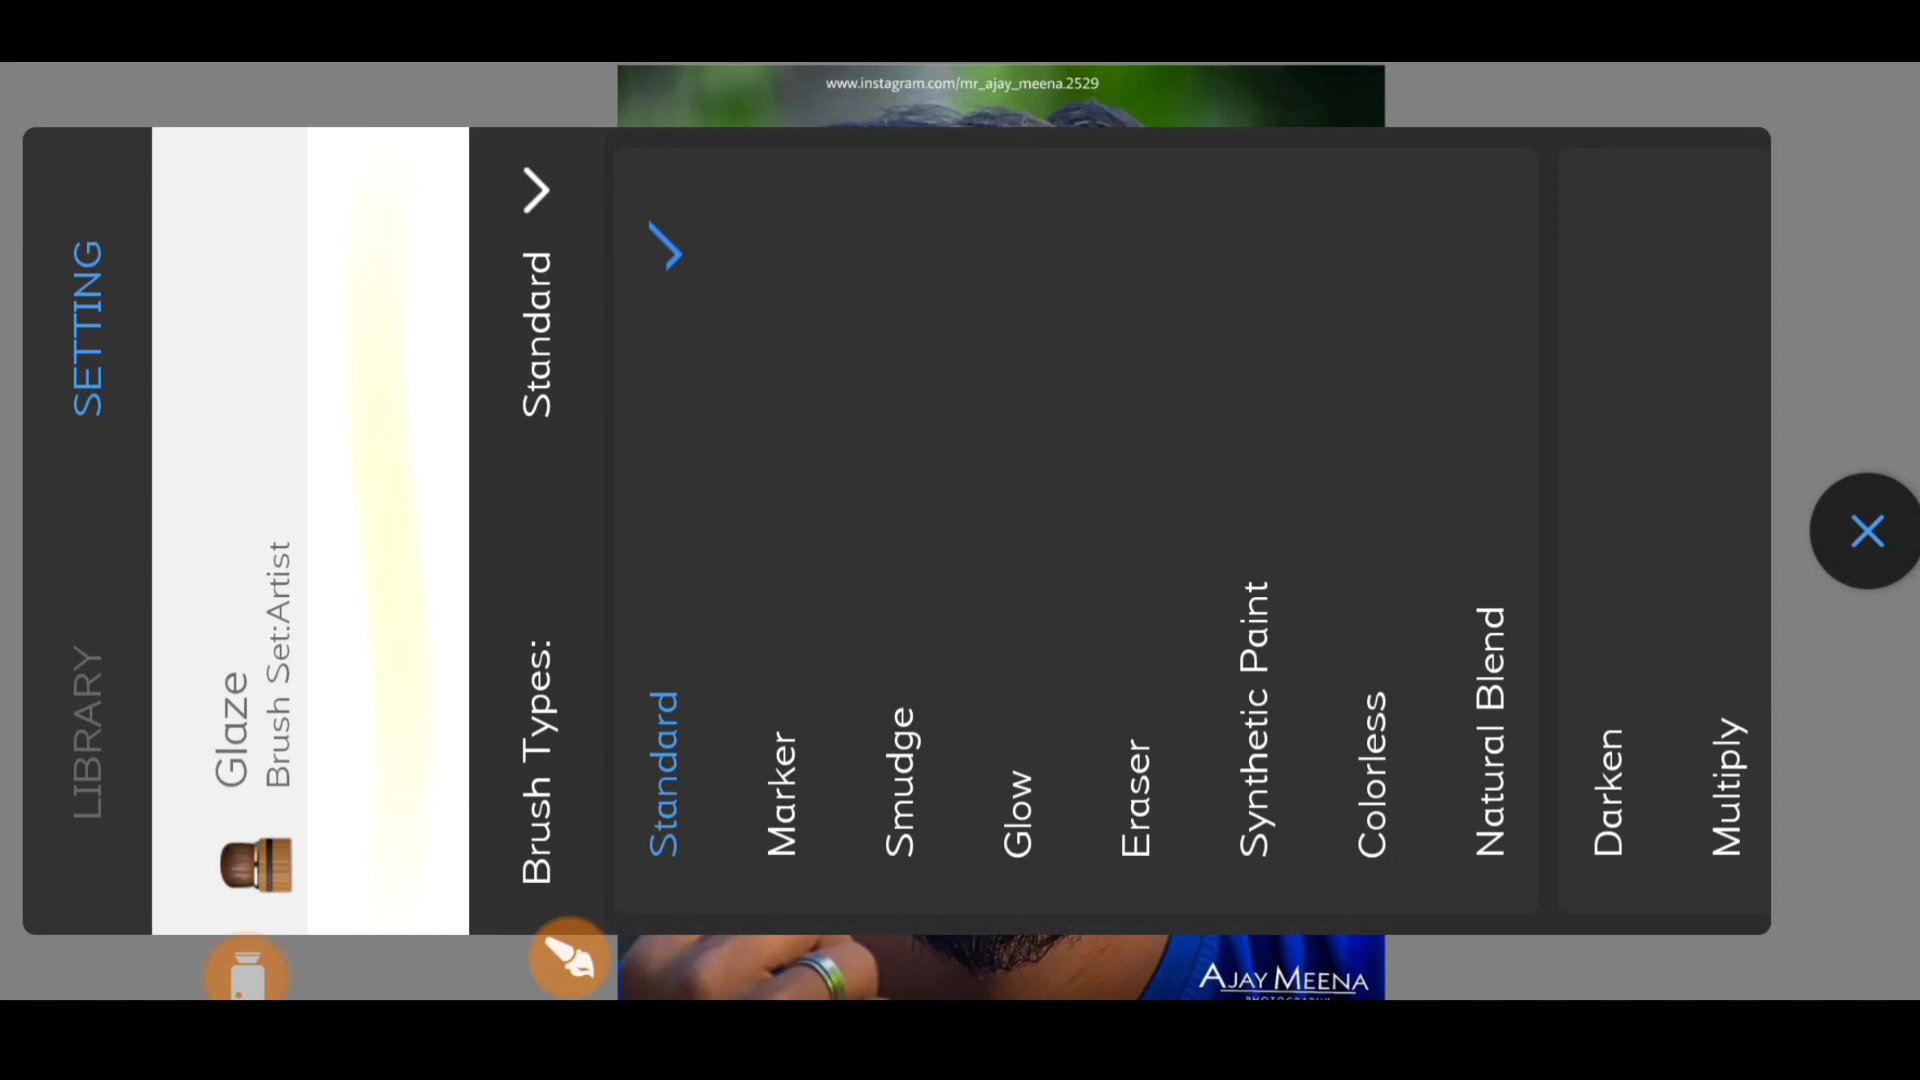 www.instagram.com/mr_ajay_meena.2529
LIBRARY
SETTING
Glaze
Brush Set:Artist
Brush Types:
Standard
Standard
Marker
Smudge
Glow
Eraser
Synthetic Paint
Colorless
Natural Blend
Darken
Multiply
AJAY MEENA
PHOTOGRAPHY